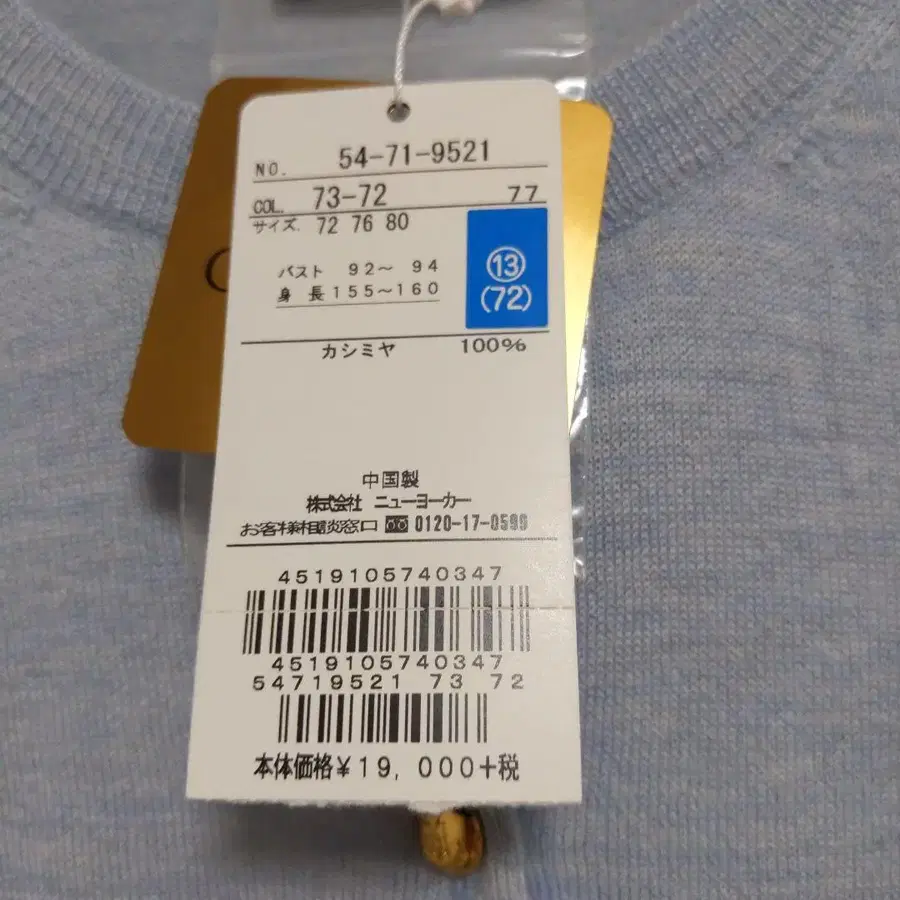 NO. 54-71-9521
COL. 73-72 77
サイズ. 72 76 80
⑬
(72)
バスト 92～ 94
身 長155～160
カシミヤ 100%
中国製
株式会社 ニューヨーカー
お客様相談窓口 0120-17-0599
4519105740347
4519105740347
54719521 73 72
本体価格¥19,000+税